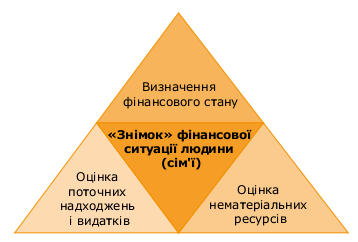 Визначення
фінансового стану
«Знімок» фінансової
ситуації людини
(сім'ї)
Оцінка
поточних
надходжень
і видатків
Оцінка
нематеріальних
ресурсів